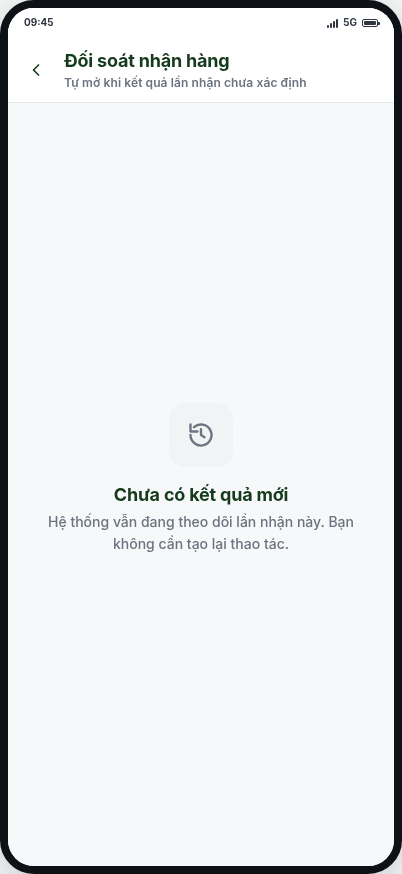 09:45
5G
Đối soát nhận hàng
Tự mở khi kết quả lần nhận chưa xác định
Chưa có kết quả mới
Hệ thống vẫn đang theo dõi lần nhận này. Bạn
không cần tạo lại thao tác.